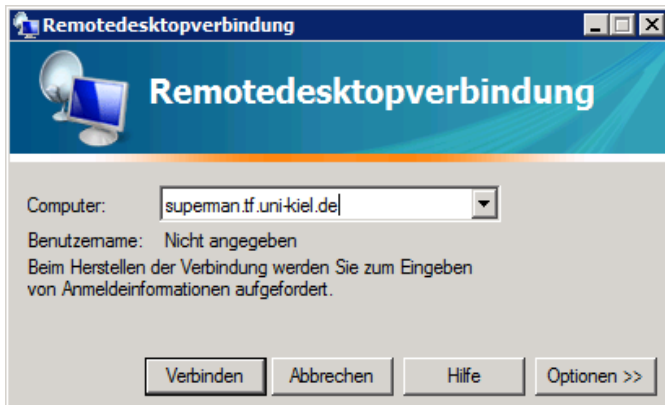 Remotedesktopverbindung
Remotedesktopverbindung
Computer: superman.tf.uni-kiel.de
Benutzername: Nicht angegeben
Beim Herstellen der Verbindung werden Sie zum Eingeben
von Anmeldeinformationen aufgefordert.
Verbinden Abbrechen Hilfe Optionen >>